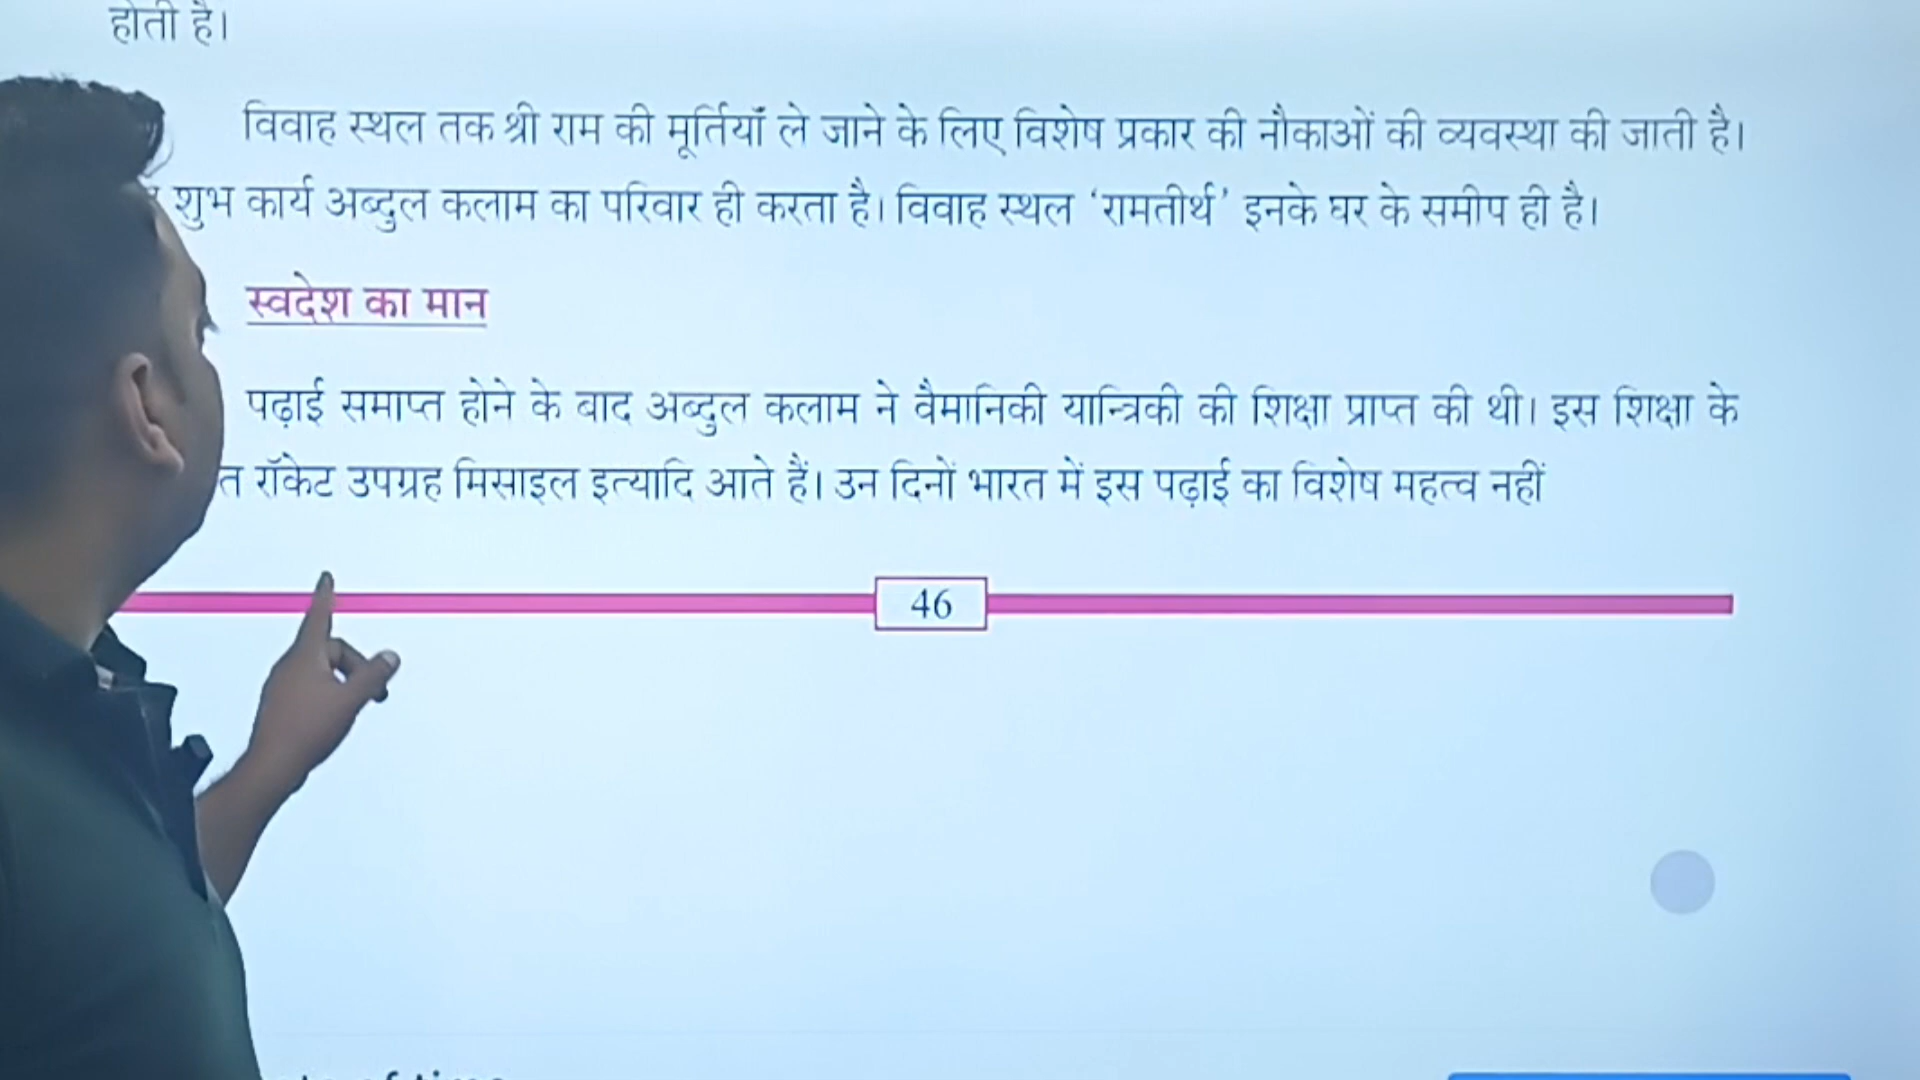 होती है।
विवाह स्थल तक श्री राम की मूर्तियाँ ले जाने के लिए विशेष प्रकार की नौकाओं की व्यवस्था की जाती है।
शुभ कार्य अब्दुल कलाम का परिवार ही करता है। विवाह स्थल ‘रामतीर्थ’ इनके घर के समीप ही है।
स्वदेश का मान
पढ़ाई समाप्त होने के बाद अब्दुल कलाम ने वैमानिकी यान्त्रिकी की शिक्षा प्राप्त की थी। इस शिक्षा के
रॉकेट उपग्रह मिसाइल इत्यादि आते हैं। उन दिनों भारत में इस पढ़ाई का विशेष महत्व नहीं
46